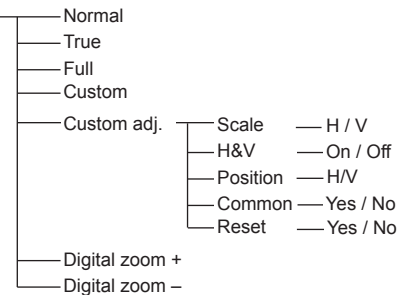 Normal
True
Full
Custom
Custom adj.
Scale H / V
H&V On / Off
Position H/V
Common Yes / No
Reset Yes / No
Digital zoom +
Digital zoom –